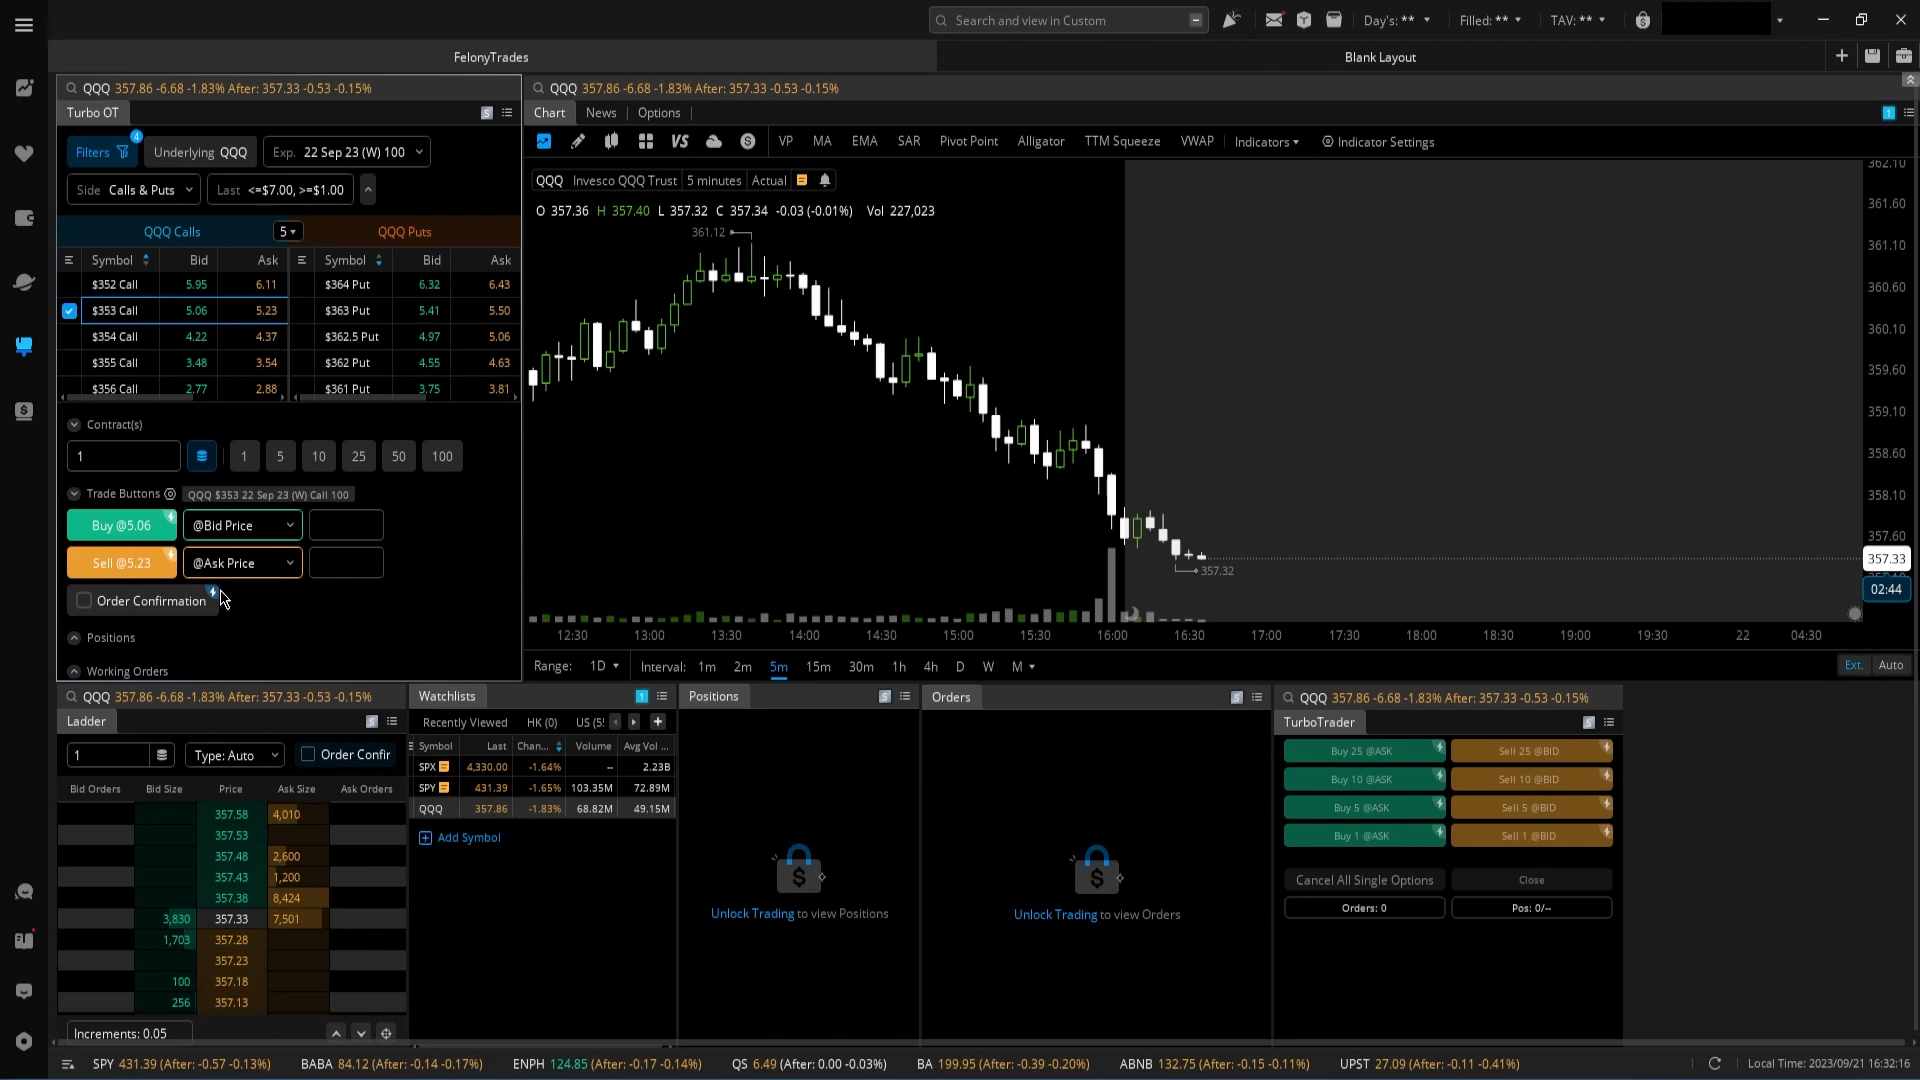 Search and view in Custom
Day's: **
Filled: **
TAV: **
FelonyTrades
Blank Layout
QQQ 357.86 -6.68 -1.83% After: 357.33 -0.53 -0.15%
Turbo OT
S
4
Filters
Underlying QQQ
Exp. 22 Sep 23 (W) 100
Side Calls & Puts
Last <=$7.00, >=$1.00
QQQ Calls
5
QQQ Puts
Symbol Bid Ask Symbol Bid Ask
$352 Call 5.95 6.11 $364 Put 6.32 6.43
$353 Call 5.06 5.23 $363 Put 5.41 5.50
$354 Call 4.22 4.37 $362.5 Put 4.97 5.06
$355 Call 3.48 3.54 $362 Put 4.55 4.63
$356 Call 2.77 2.88 $361 Put 3.75 3.81
Contract(s)
1
1 5 10 25 50 100
Trade Buttons
QQQ $353 22 Sep 23 (W) Call 100
Buy @5.06
@Bid Price
Sell @5.23
@Ask Price
Order Confirmation
Positions
Working Orders
QQQ 357.86 -6.68 -1.83% After: 357.33 -0.53 -0.15%
Chart News Options
1
VS
VP MA EMA SAR Pivot Point Alligator TTM Squeeze VWAP Indicators Indicator Settings
QQQ Invesco QQQ Trust 5 minutes Actual
O 357.36 H 357.40 L 357.32 C 357.34 -0.03 (-0.01%) Vol 227,023
361.12
357.32
362.10
361.60
361.10
360.60
360.10
359.60
359.10
358.60
358.10
357.60
357.33
02:44
12:30 13:00 13:30 14:00 14:30 15:00 15:30 16:00 16:30 17:00 17:30 18:00 18:30 19:00 19:30 22 04:30
Range: 1D Interval: 1m 2m 5m 15m 30m 1h 4h D W M
Ext. Auto
QQQ 357.86 -6.68 -1.83% After: 357.33 -0.53 -0.15%
Ladder
S
1
Type: Auto
Order Confir
Bid Orders Bid Size Price Ask Size Ask Orders
357.58 4,010
357.53
357.48 2,600
357.43 1,200
357.38 8,424
3,830 357.33 7,501
1,703 357.28
357.23
100 357.18
256 357.13
Increments: 0.05
Watchlists
1
Recently Viewed HK (0) US (5
Symbol Last Chan... Volume Avg Vol ...
SPX 4,330.00 -1.64% -- 2.23B
SPY 431.39 -1.65% 103.35M 72.89M
QQQ 357.86 -1.83% 68.82M 49.15M
Add Symbol
Positions
S
Unlock Trading to view Positions
Orders
S
Unlock Trading to view Orders
QQQ 357.86 -6.68 -1.83% After: 357.33 -0.53 -0.15%
TurboTrader
S
Buy 25 @ASK Sell 25 @BID
Buy 10 @ASK Sell 10 @BID
Buy 5 @ASK Sell 5 @BID
Buy 1 @ASK Sell 1 @BID
Cancel All Single Options Close
Orders: 0 Pos: 0/--
SPY 431.39 (After: -0.57 -0.13%) BABA 84.12 (After: -0.14 -0.17%) ENPH 124.85 (After: -0.17 -0.14%) QS 6.49 (After: 0.00 -0.03%) BA 199.95 (After: -0.39 -0.20%) ABNB 132.75 (After: -0.15 -0.11%) UPST 27.09 (After: -0.11 -0.41%)
Local Time: 2023/09/21 16:32:16